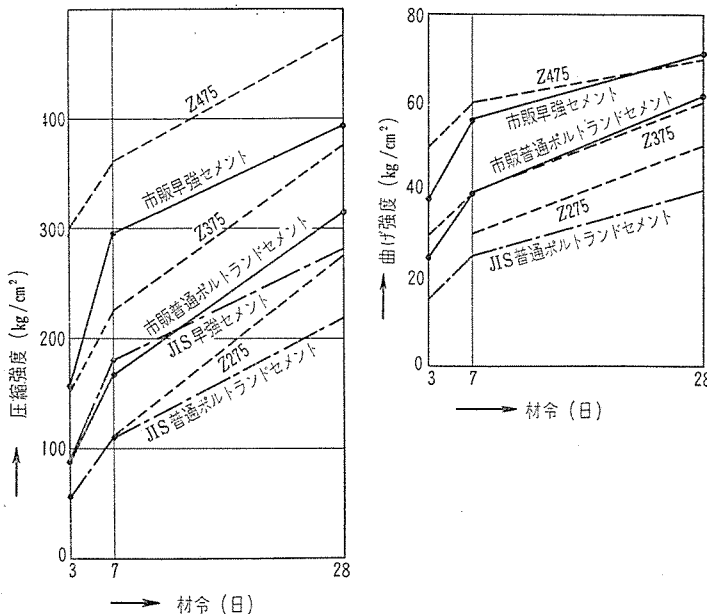 400
300
200
100
0
3
7
28
圧縮強度 (kg/cm²)
材令 (日)
Z475
市販早強セメント
Z375
市販普通ポルトランドセメント
JIS早強セメント
Z275
JIS普通ポルトランドセメント
80
60
40
20
0
3
7
28
曲げ強度 (kg/cm²)
材令 (日)
Z475
市販早強セメント
市販普通ポルトランドセメント
Z375
Z275
JIS普通ポルトランドセメント